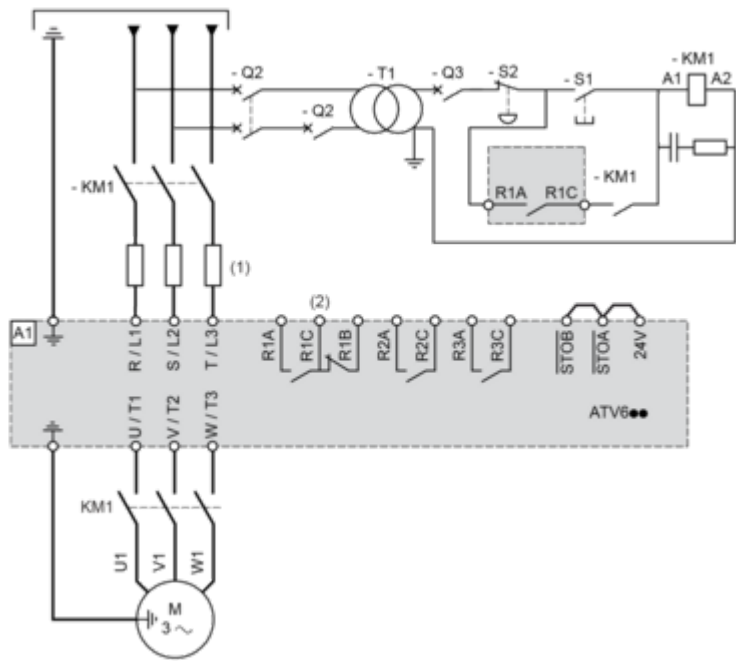 - Q2
- T1
- Q3
- S2
- S1
- KM1
A1
A2
- Q2
- KM1
R1A
R1C
- KM1
(1)
(2)
A1
R / L1
S / L2
T / L3
R1A
R1C
R1B
R2A
R2C
R3A
R3C
STOB
STOA
24V
ATV6●●
U / T1
V / T2
W / T3
KM1
U1
V1
W1
M
3 ~